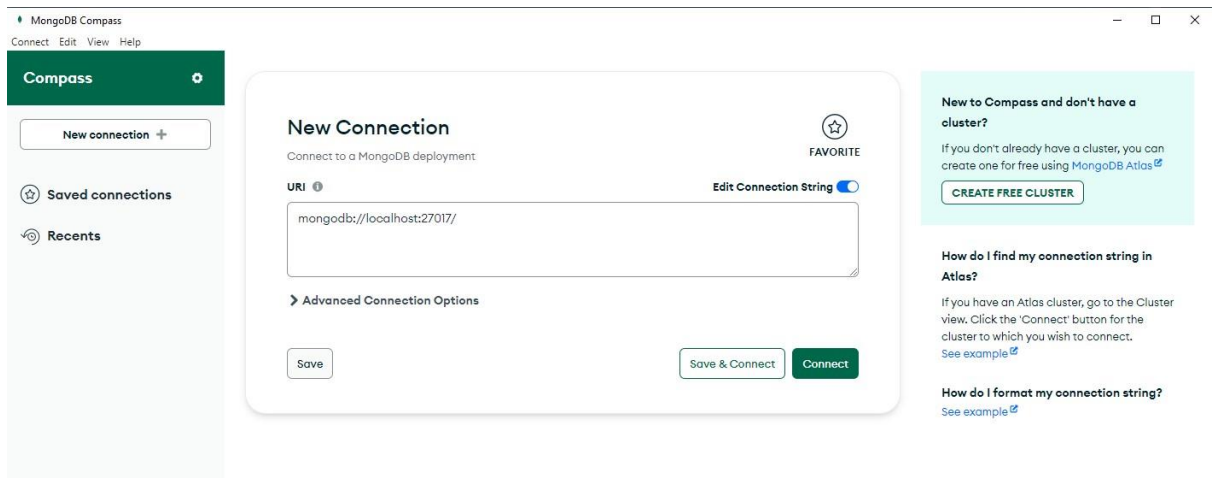 MongoDB Compass
Connect Edit View Help
Compass
New connection +
Saved connections
Recents
New Connection
Connect to a MongoDB deployment
FAVORITE
URI
Edit Connection String
mongodb://localhost:27017/
Advanced Connection Options
Save
Save & Connect
Connect
New to Compass and don't have a
cluster?
If you don't already have a cluster, you can
create one for free using MongoDB Atlas
CREATE FREE CLUSTER
How do I find my connection string in
Atlas?
If you have an Atlas cluster, go to the Cluster
view. Click the 'Connect' button for the
cluster to which you wish to connect.
See example
How do I format my connection string?
See example